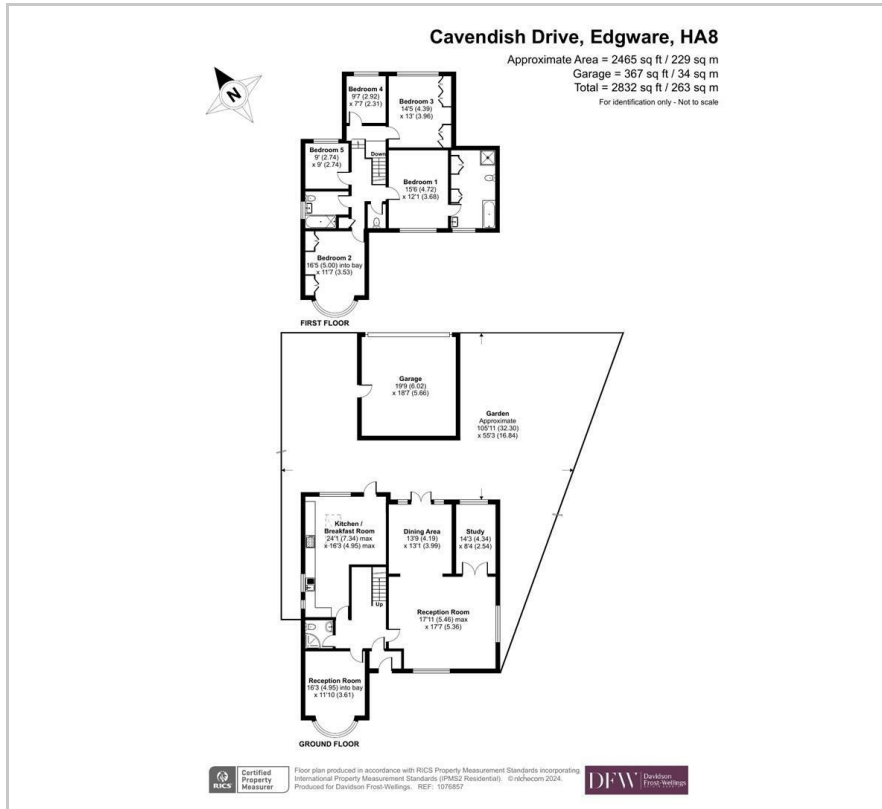 Cavendish Drive, Edgware, HA8
Approximate Area = 2465 sq ft / 229 sq m
Garage = 367 sq ft / 34 sq m
Total = 2832 sq ft / 263 sq m
For identification only - Not to scale
N
Bedroom 4
9'7 (2.92)
x 7'7 (2.31)
Bedroom 3
14'5 (4.39)
x 13' (3.96)
Down
Bedroom 5
9' (2.74)
x 9' (2.74)
Bedroom 1
15'6 (4.72)
x 12'1 (3.68)
Bedroom 2
16'5 (5.00) into bay
x 11'7 (3.53)
FIRST FLOOR
Garage
19'9 (6.02)
x 18'7 (5.66)
Garden
Approximate
105'11 (32.30)
x 55'3 (16.84)
Kitchen /
Breakfast Room
24'1 (7.34) max
x 16'3 (4.95) max
Dining Area
13'9 (4.19)
x 13'1 (3.99)
Study
14'3 (4.34)
x 8'4 (2.54)
Up
Reception Room
17'11 (5.46) max
x 17'7 (5.36)
Reception Room
16'3 (4.95) into bay
x 11'10 (3.61)
GROUND FLOOR
RICS
Certified
Property
Measurer
Floor plan produced in accordance with RICS Property Measurement Standards incorporating
International Property Measurement Standards (IPMS2 Residential). © nichecom 2024.
Produced for Davidson Frost-Wellings. REF: 1076857
DFW
Davidson
Frost-Wellings